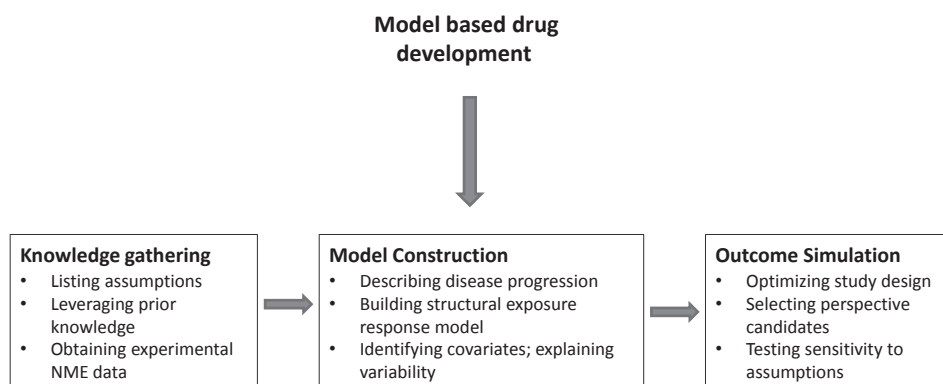 Model based drug
development
Knowledge gathering
• Listing assumptions
• Leveraging prior
knowledge
• Obtaining experimental
NME data
Model Construction
• Describing disease progression
• Building structural exposure
response model
• Identifying covariates; explaining
variability
Outcome Simulation
• Optimizing study design
• Selecting perspective
candidates
• Testing sensitivity to
assumptions